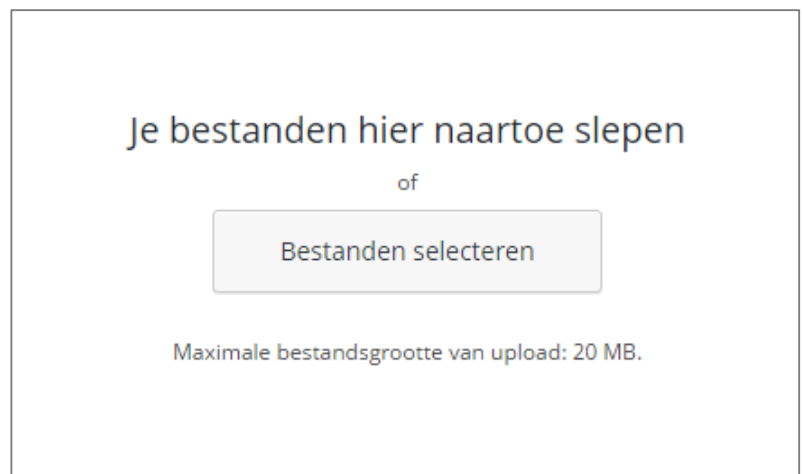 Je bestanden hier naartoe slepen
of
Bestanden selecteren
Maximale bestandsgrootte van upload: 20 MB.